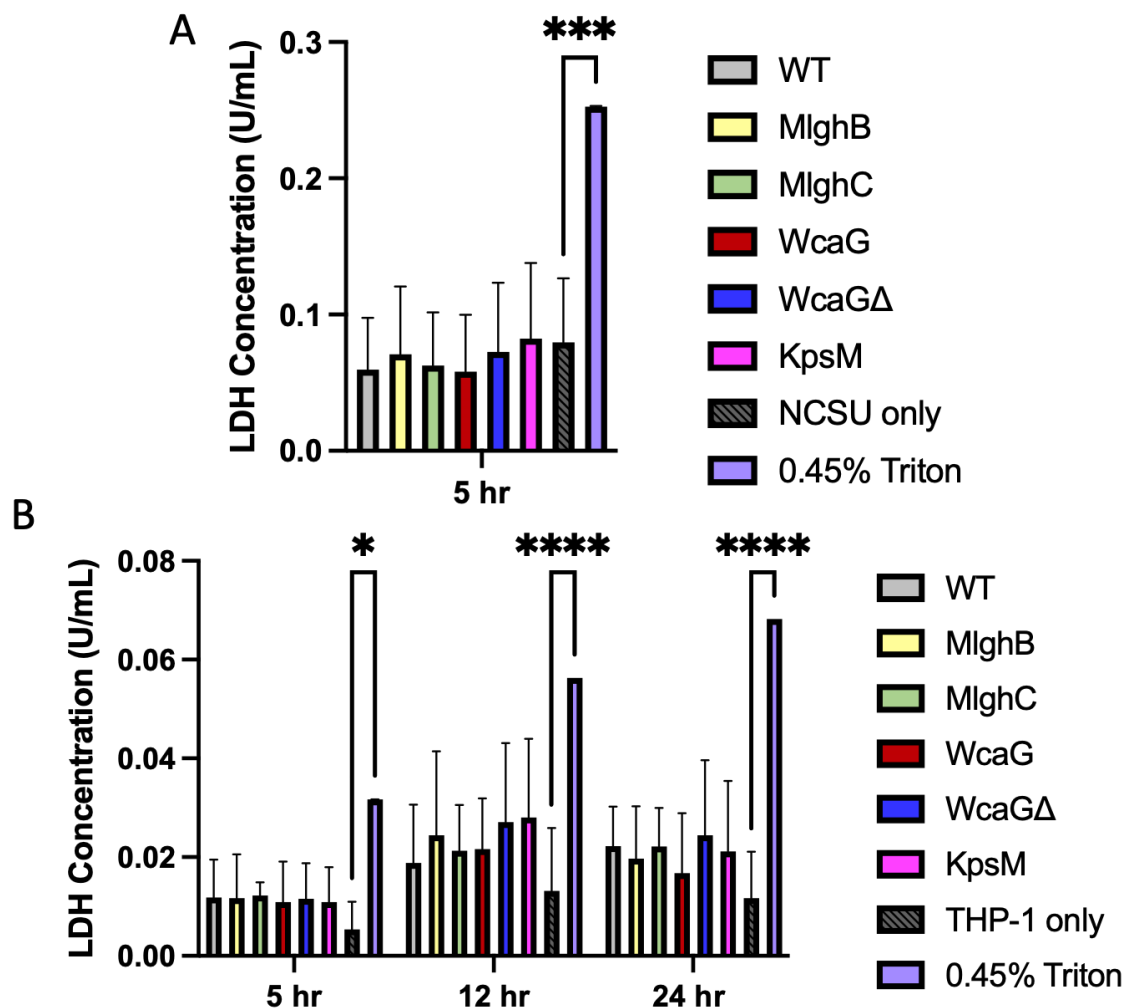 A
***
0.3
0.2
0.1
0.0
LDH Concentration (U/mL)
5 hr
WT
MlghB
MlghC
WcaG
WcaGΔ
KpsM
NCSU only
0.45% Triton
B
*
****
****
0.08
0.06
0.04
0.02
0.00
LDH Concentration (U/mL)
5 hr
12 hr
24 hr
WT
MlghB
MlghC
WcaG
WcaGΔ
KpsM
THP-1 only
0.45% Triton